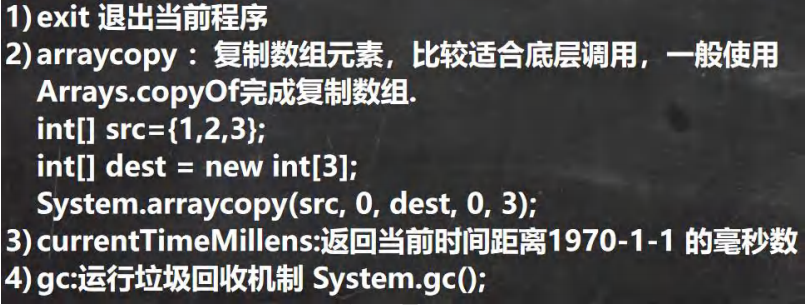 1)exit 退出当前程序
2)arraycopy ：复制数组元素，比较适合底层调用，一般使用
Arrays.copyOf完成复制数组.
int[] src={1,2,3};
int[] dest = new int[3];
System.arraycopy(src, 0, dest, 0, 3);
3)currentTimeMillens:返回当前时间距离1970-1-1 的毫秒数
4)gc:运行垃圾回收机制 System.gc();